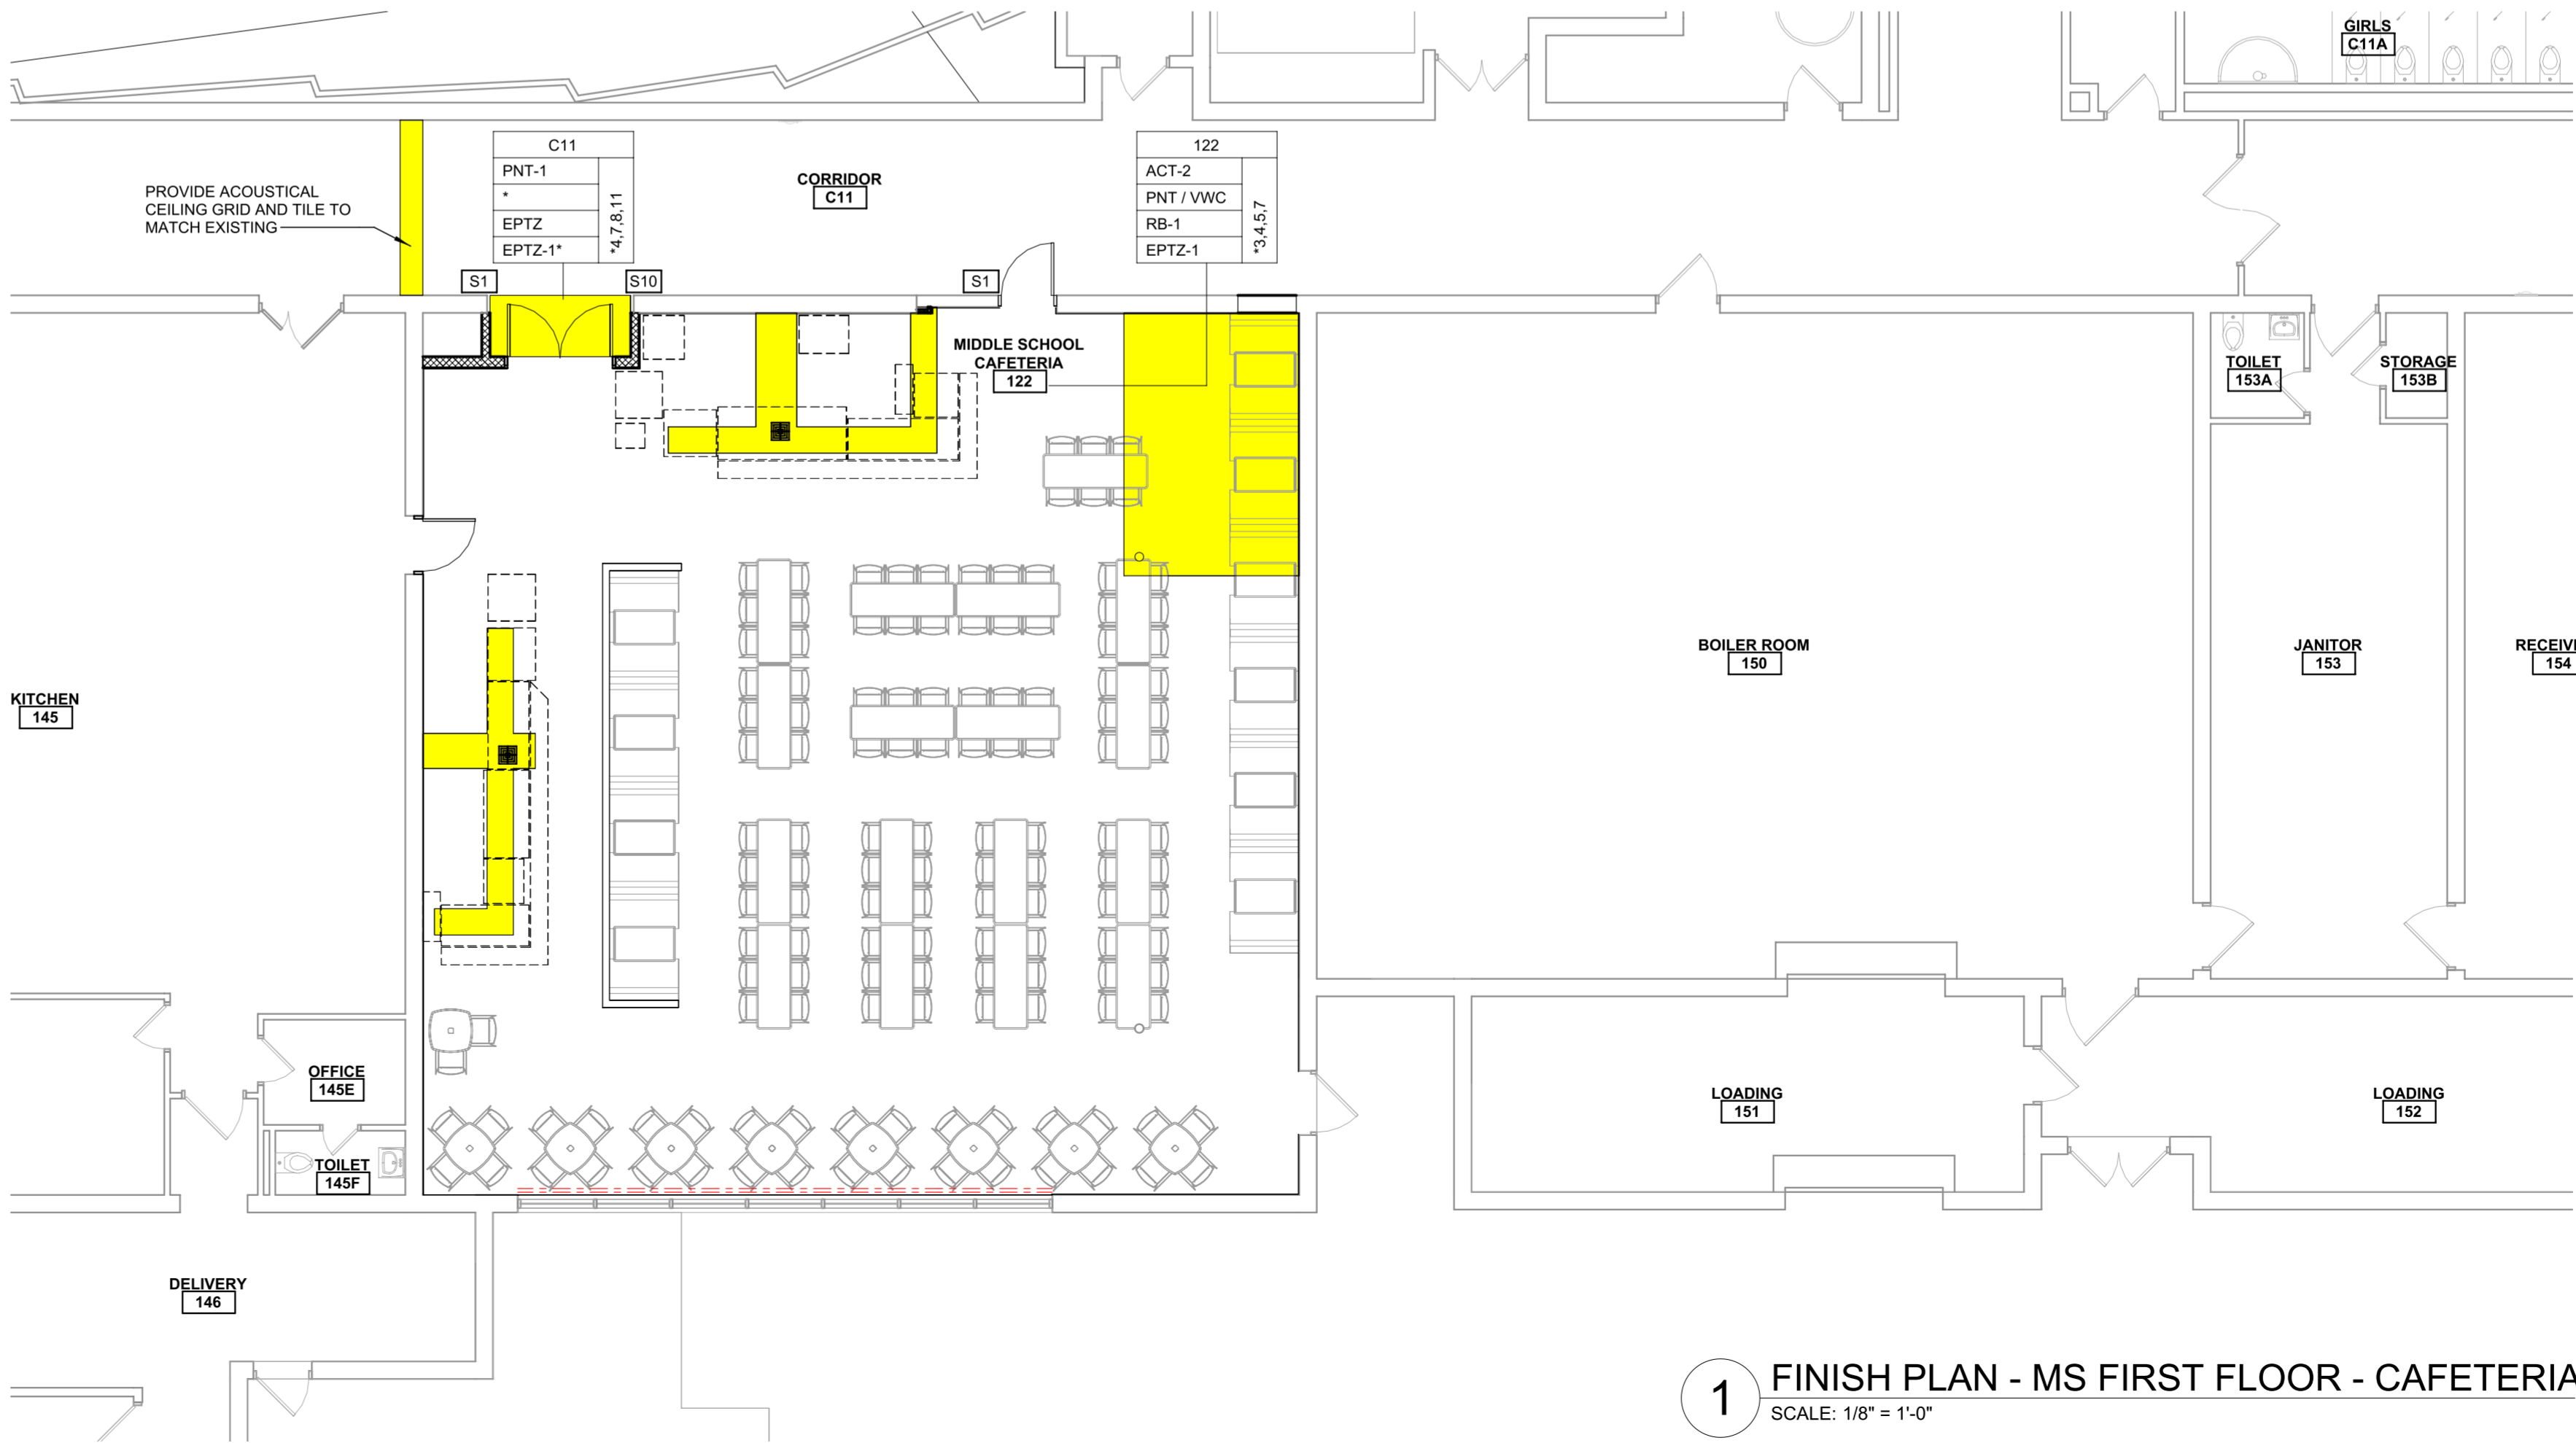 GIRLS
C11A
C11
PNT-1
*
EPTZ
EPTZ-1*
*4,7,8,11
PROVIDE ACOUSTICAL
CEILING GRID AND TILE TO
MATCH EXISTING
CORRIDOR
C11
122
ACT-2
PNT / VWC
RB-1
EPTZ-1
*3,4,5,7
S1
S10
S1
MIDDLE SCHOOL
CAFETERIA
122
TOILET
153A
STORAGE
153B
KITCHEN
145
BOILER ROOM
150
JANITOR
153
RECEIVI
154
OFFICE
145E
TOILET
145F
LOADING
151
LOADING
152
DELIVERY
146
1
FINISH PLAN - MS FIRST FLOOR - CAFETERIA
SCALE: 1/8" = 1'-0"